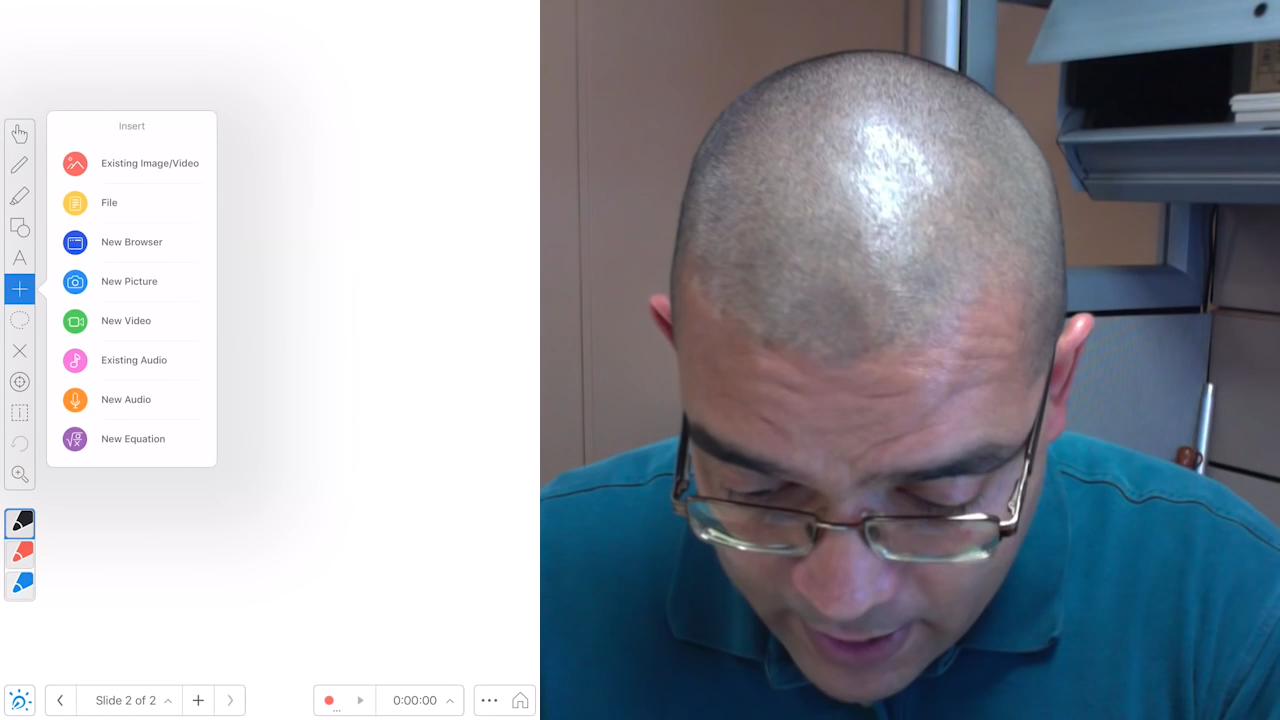 Insert
Existing Image/Video
File
New Browser
New Picture
New Video
Existing Audio
New Audio
New Equation
Slide 2 of 2
0:00:00